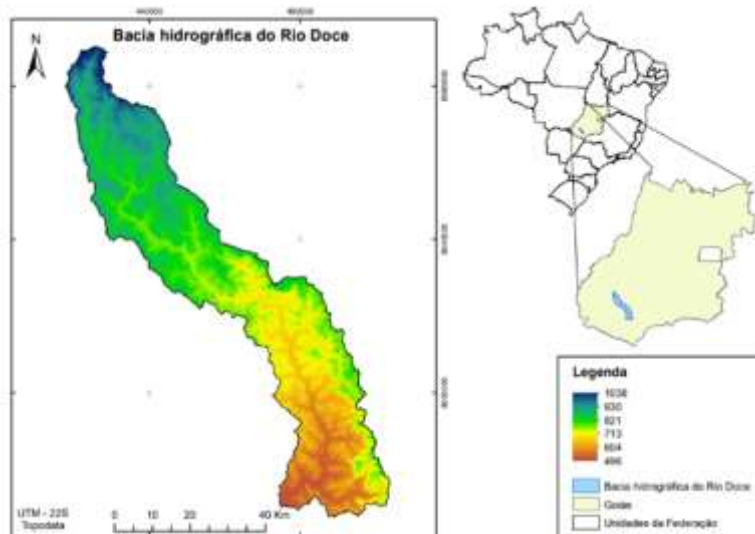 Bacia hidrográfica do Rio Doce
N
UTM - 22S
Topodata
0 10 20 40 Km
Legenda
1038
930
821
713
604
496
Bacia hidrográfica do Rio Doce
Goiás
Unidades da Federação